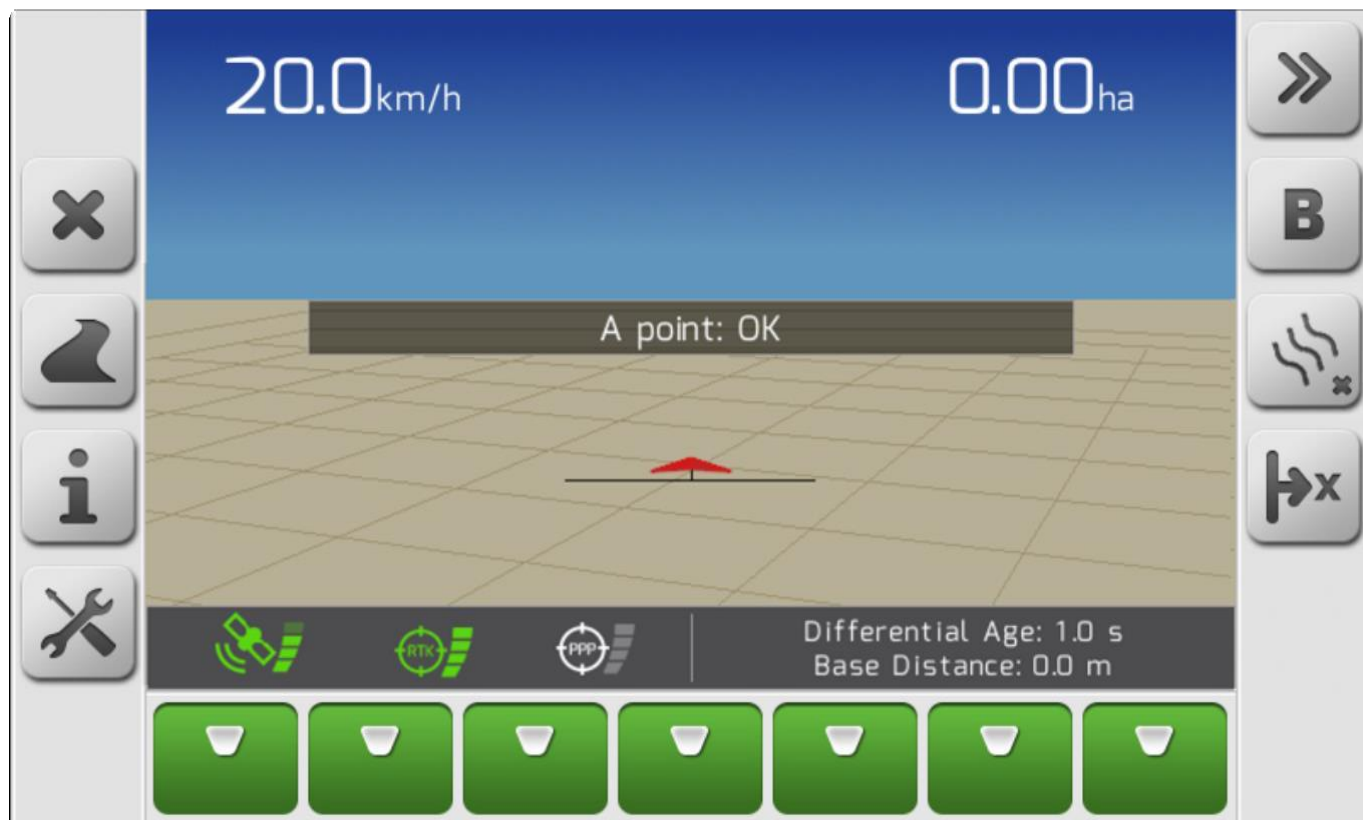 20.0km/h
0.00ha
B
A point: OK
X
RTK
PPP
Differential Age: 1.0 s
Base Distance: 0.0 m